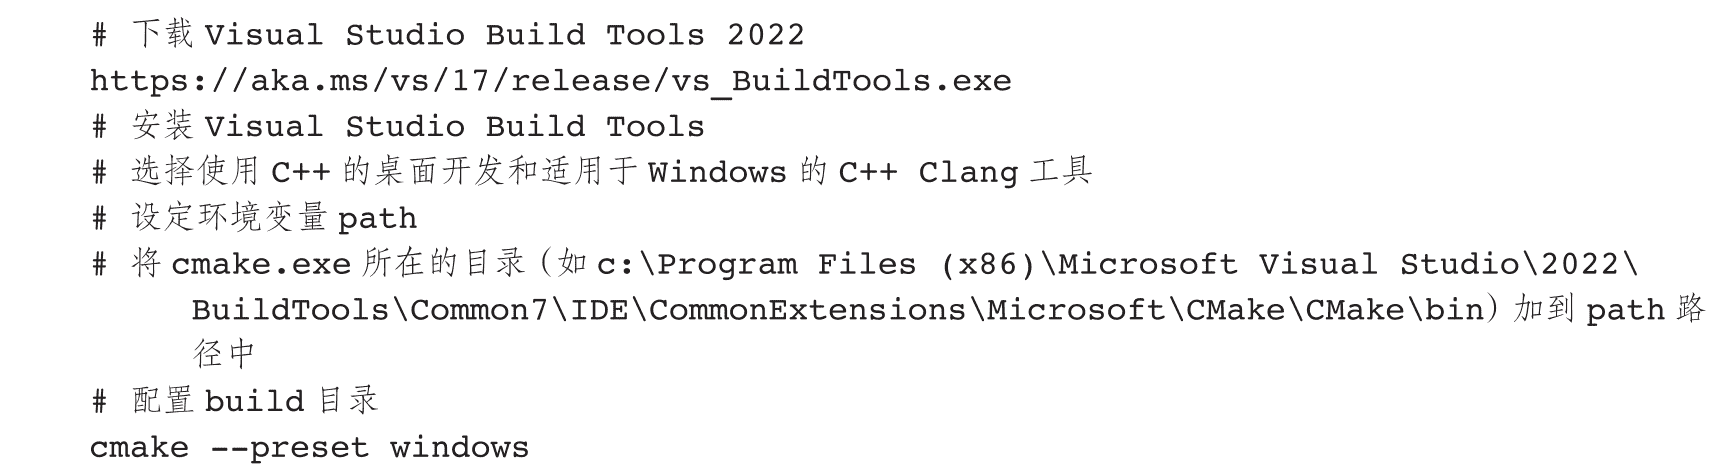 # 下载 Visual Studio Build Tools 2022
https://aka.ms/vs/17/release/vs_BuildTools.exe
# 安装 Visual Studio Build Tools
# 选择使用 C++ 的桌面开发和适用于 Windows 的 C++ Clang 工具
# 设定环境变量 path
# 将 cmake.exe 所在的目录（如 c:\Program Files (x86)\Microsoft Visual Studio\2022\
BuildTools\Common7\IDE\CommonExtensions\Microsoft\CMake\CMake\bin）加到 path 路
径中
# 配置 build 目录
cmake --preset windows